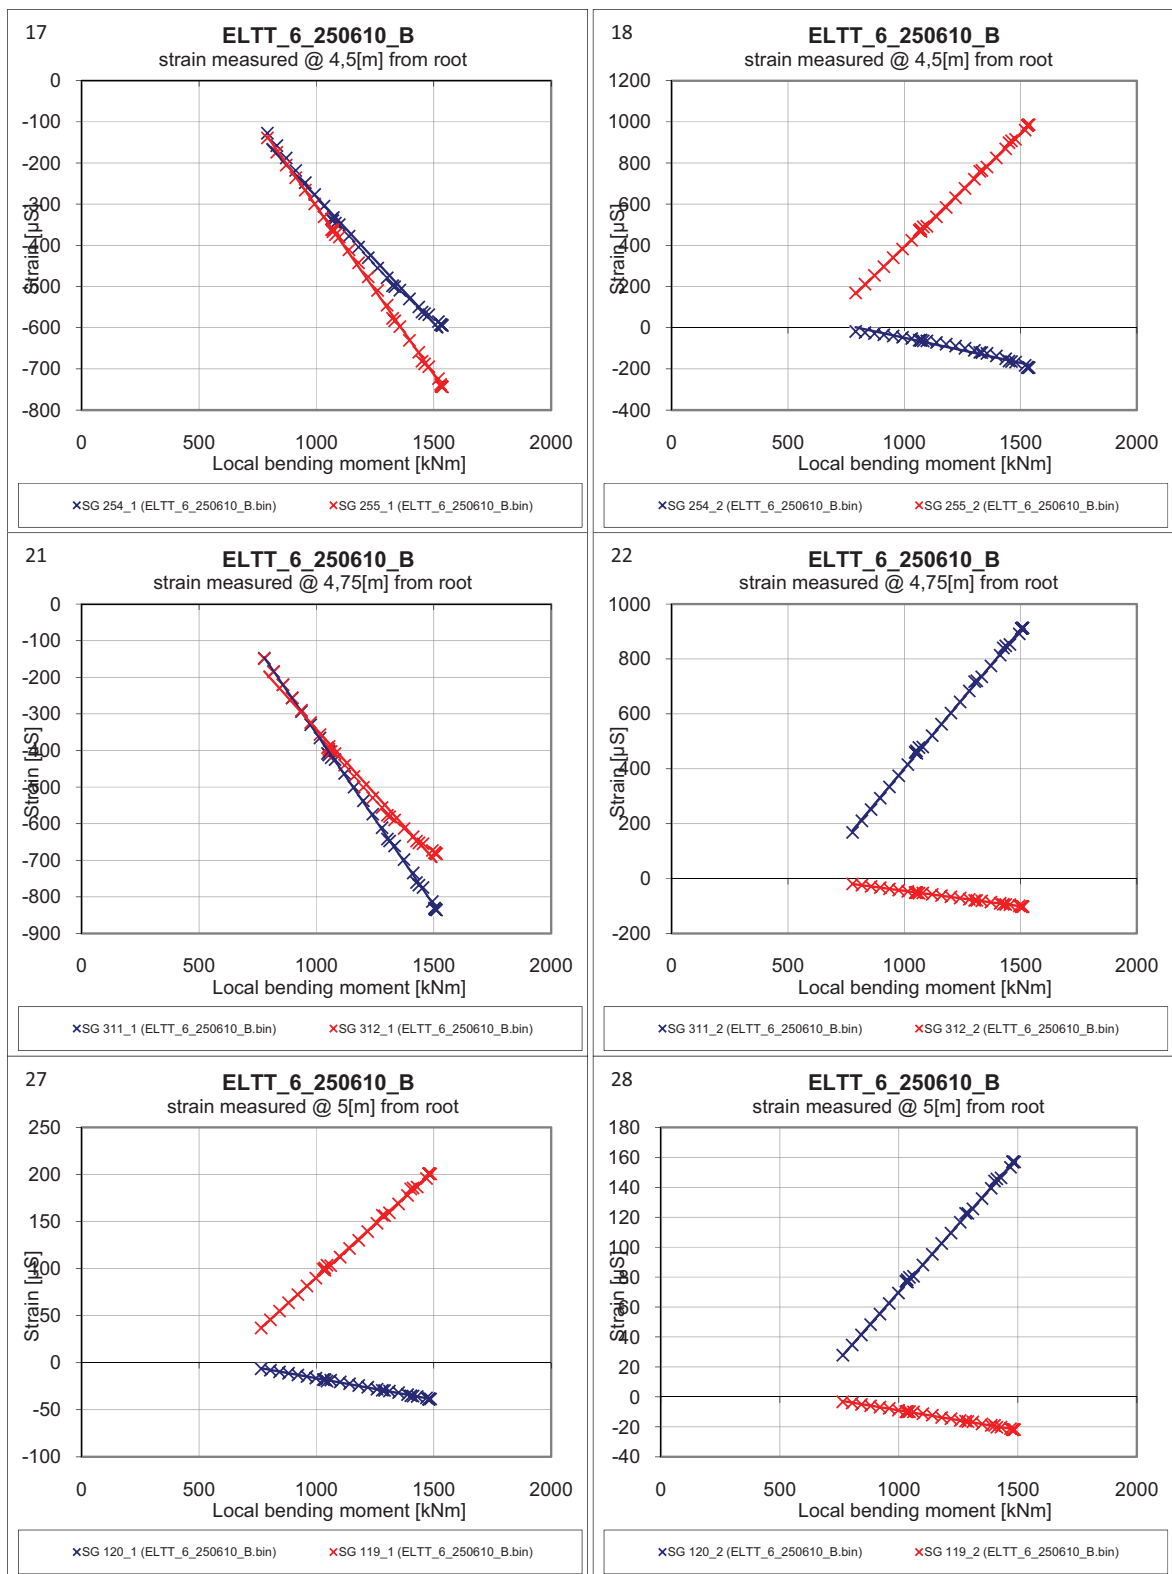 17
ELTT_6_250610_B
strain measured @ 4,5[m] from root
0
-100
-200
-300
-400
-500
-600
-700
-800
Strain [µS]
0 500 1000 1500 2000
Local bending moment [kNm]
SG 254_1 (ELTT_6_250610_B.bin) SG 255_1 (ELTT_6_250610_B.bin)
18
ELTT_6_250610_B
strain measured @ 4,5[m] from root
1200
1000
800
600
400
200
0
-200
-400
Strain [µS]
0 500 1000 1500 2000
Local bending moment [kNm]
SG 254_2 (ELTT_6_250610_B.bin) SG 255_2 (ELTT_6_250610_B.bin)
21
ELTT_6_250610_B
strain measured @ 4,75[m] from root
0
-100
-200
-300
-400
-500
-600
-700
-800
-900
Strain [µS]
0 500 1000 1500 2000
Local bending moment [kNm]
SG 311_1 (ELTT_6_250610_B.bin) SG 312_1 (ELTT_6_250610_B.bin)
22
ELTT_6_250610_B
strain measured @ 4,75[m] from root
1000
800
600
400
200
0
-200
Strain [µS]
0 500 1000 1500 2000
Local bending moment [kNm]
SG 311_2 (ELTT_6_250610_B.bin) SG 312_2 (ELTT_6_250610_B.bin)
27
ELTT_6_250610_B
strain measured @ 5[m] from root
250
200
150
100
50
0
-50
-100
Strain [µS]
0 500 1000 1500 2000
Local bending moment [kNm]
SG 120_1 (ELTT_6_250610_B.bin) SG 119_1 (ELTT_6_250610_B.bin)
28
ELTT_6_250610_B
strain measured @ 5[m] from root
180
160
140
120
100
80
60
40
20
0
-20
-40
Strain [µS]
0 500 1000 1500 2000
Local bending moment [kNm]
SG 120_2 (ELTT_6_250610_B.bin) SG 119_2 (ELTT_6_250610_B.bin)